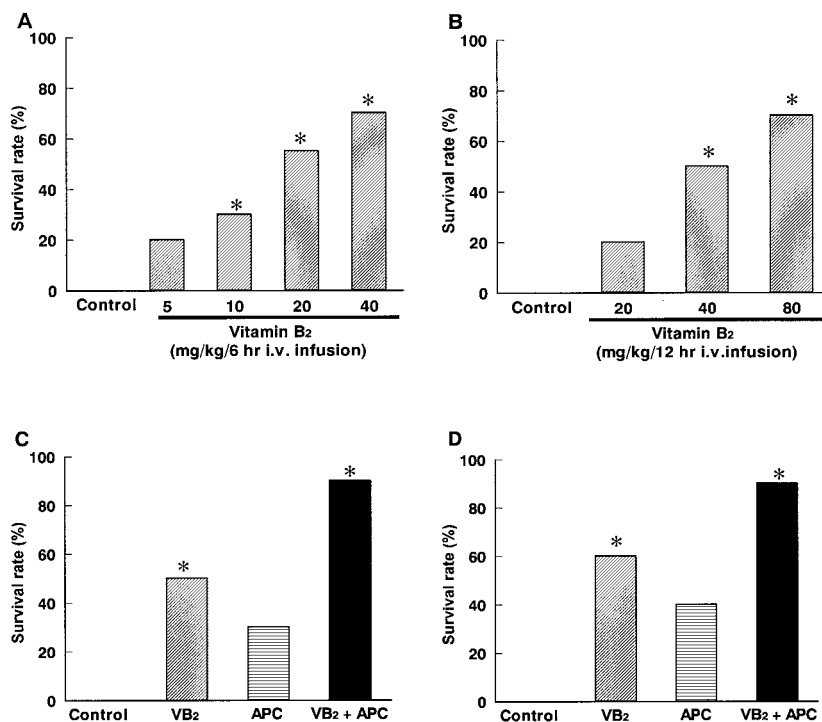 A
100
80
60
40
20
0
Survival rate (%)
*
*
*
Control
5
10
20
40
Vitamin B2
(mg/kg/6 hr i.v. infusion)
B
100
80
60
40
20
0
Survival rate (%)
*
*
Control
20
40
80
Vitamin B2
(mg/kg/12 hr i.v.infusion)
C
100
80
60
40
20
0
Survival rate (%)
*
*
Control
VB2
APC
VB2 + APC
D
100
80
60
40
20
0
Survival rate (%)
*
*
Control
VB2
APC
VB2 + APC